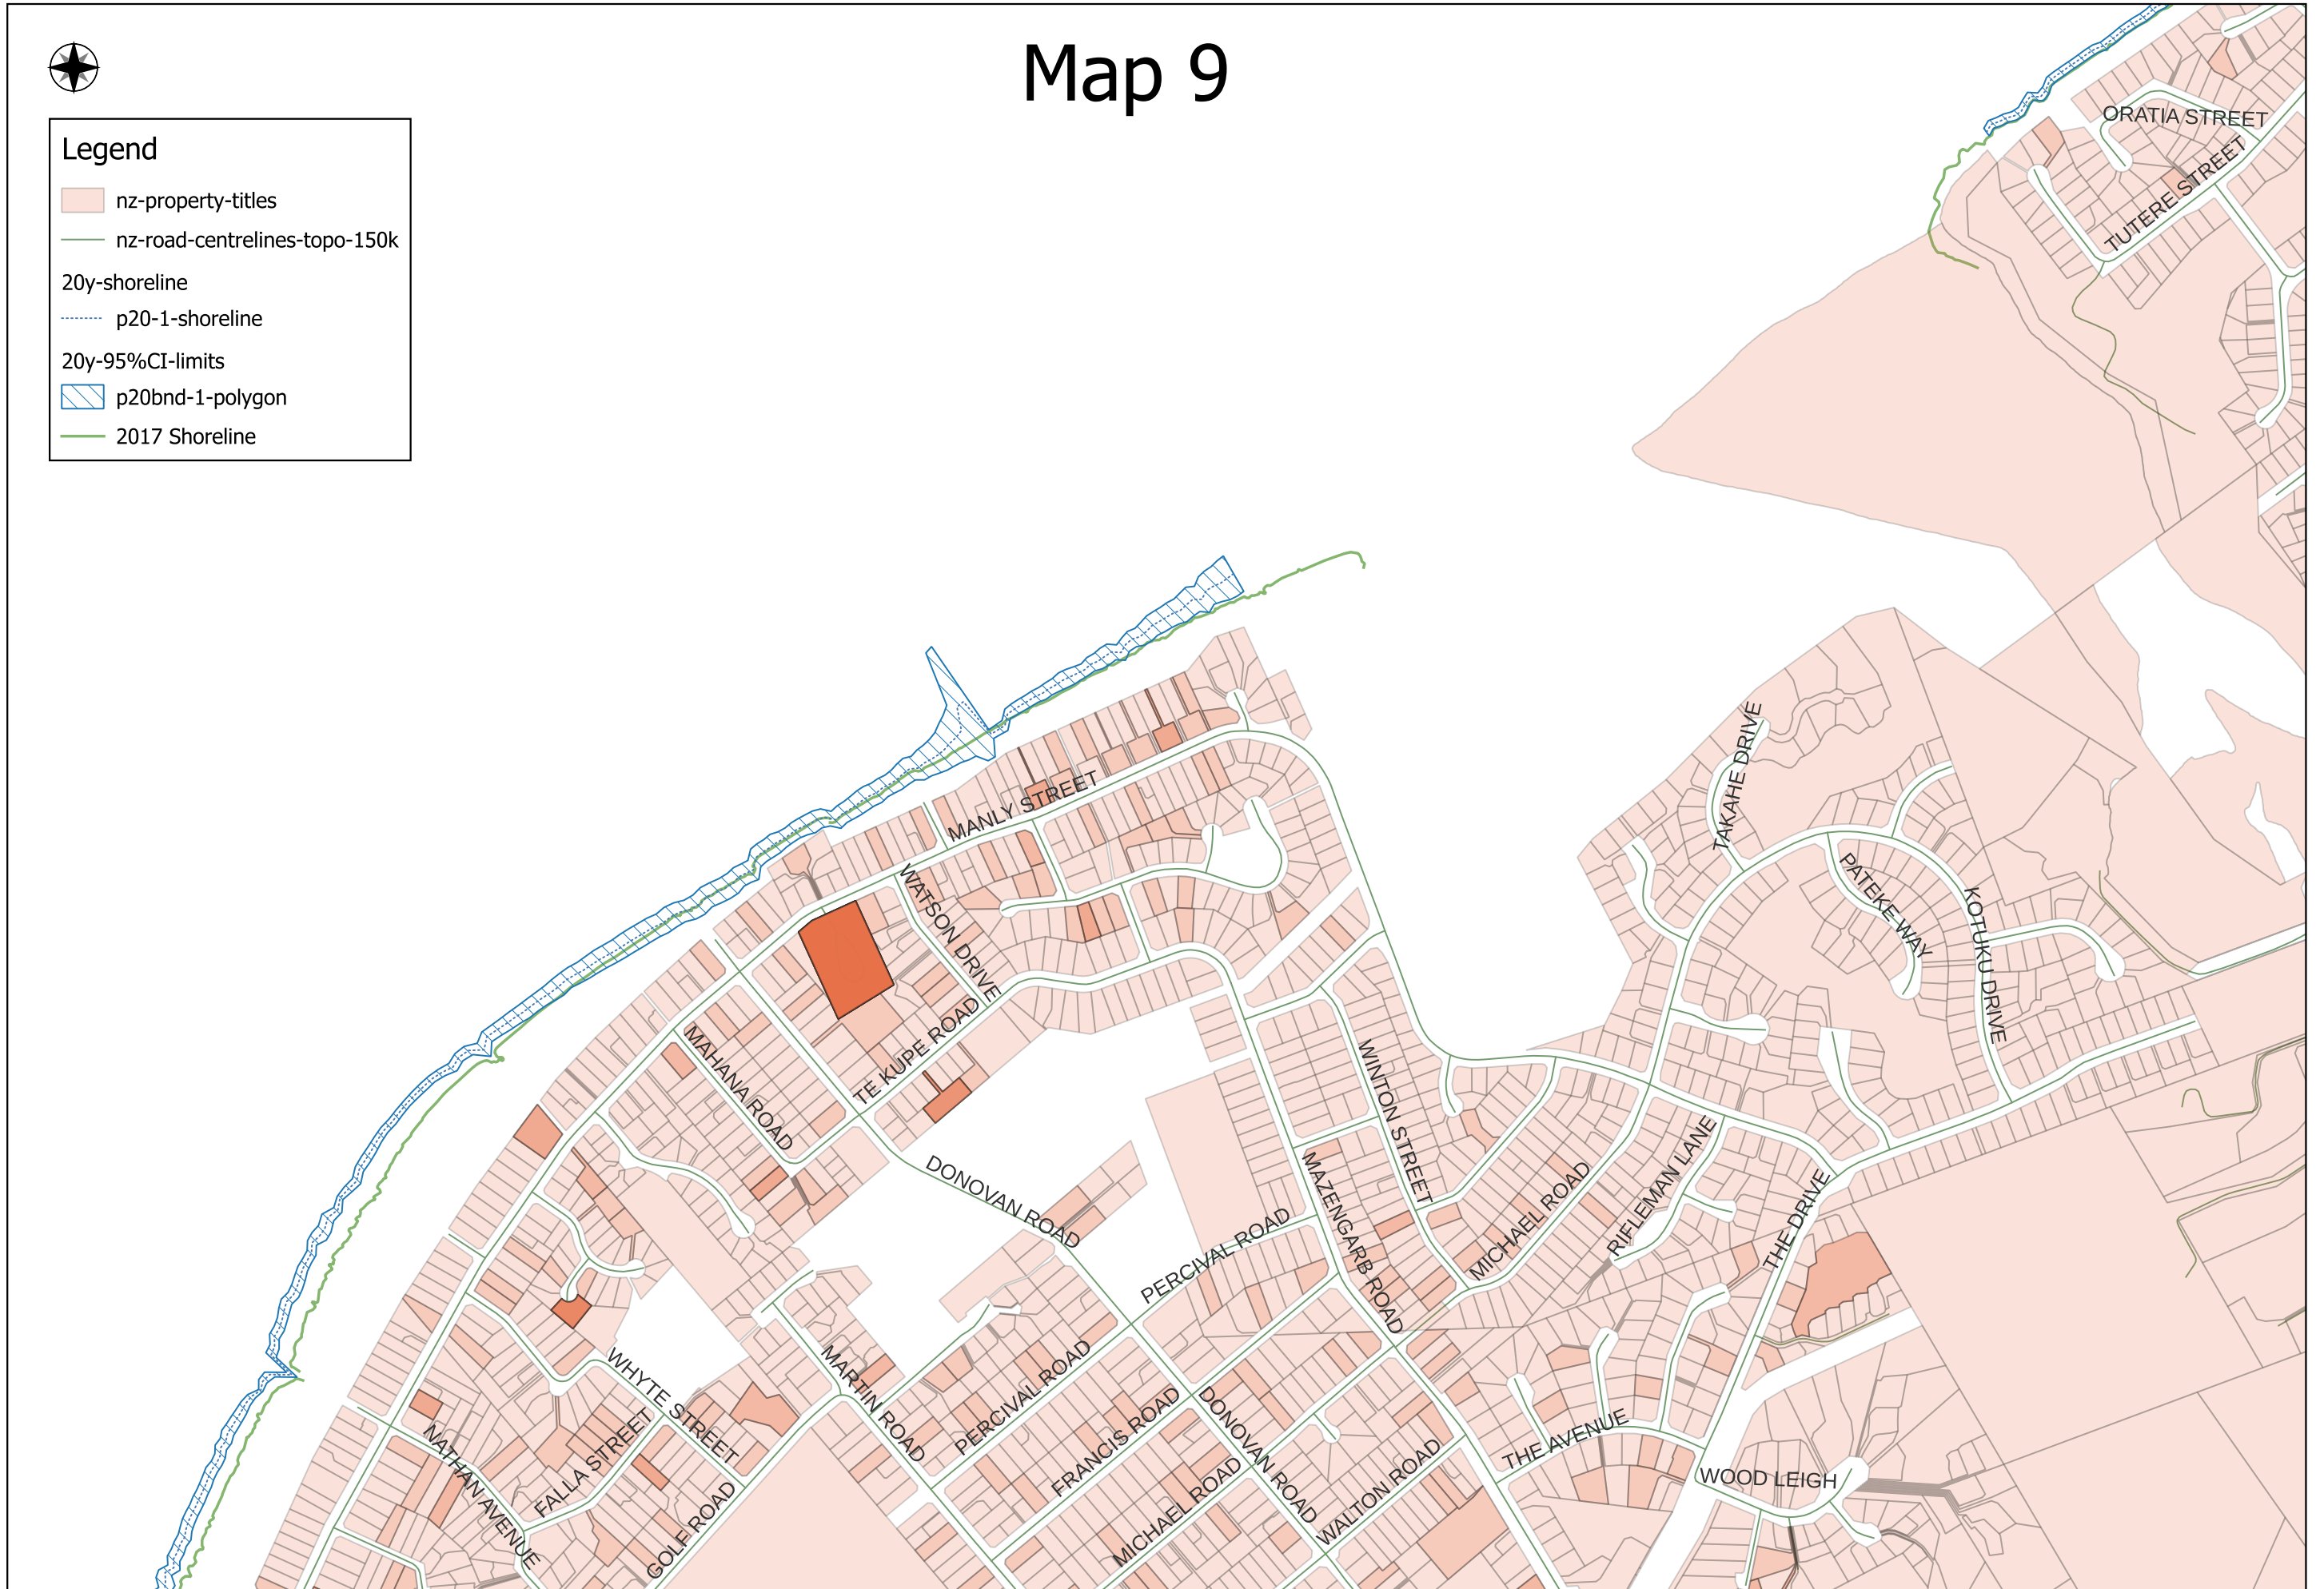 Map 9
Legend
nz-property-titles
nz-road-centrelines-topo-150k
20y-shoreline
p20-1-shoreline
20y-95%CI-limits
p20bnd-1-polygon
2017 Shoreline
ORATIA STREET
TUTERE STREET
MANLY STREET
WATSON DRIVE
TAKAHE DRIVE
PATEKE WAY
KOTUKU DRIVE
MAHANA ROAD
TE KUPE ROAD
WINTON STREET
DONOVAN ROAD
MAZENGARB ROAD
RIFLEMAN LANE
MICHAEL ROAD
THE DRIVE
PERCIVAL ROAD
WHYTE STREET
MARTIN ROAD
PERCIVAL ROAD
FRANCIS ROAD
DONOVAN ROAD
NATHAN AVENUE
FALLA STREET
GOLF ROAD
MICHAEL ROAD
WALTON ROAD
THE AVENUE
WOOD LEIGH